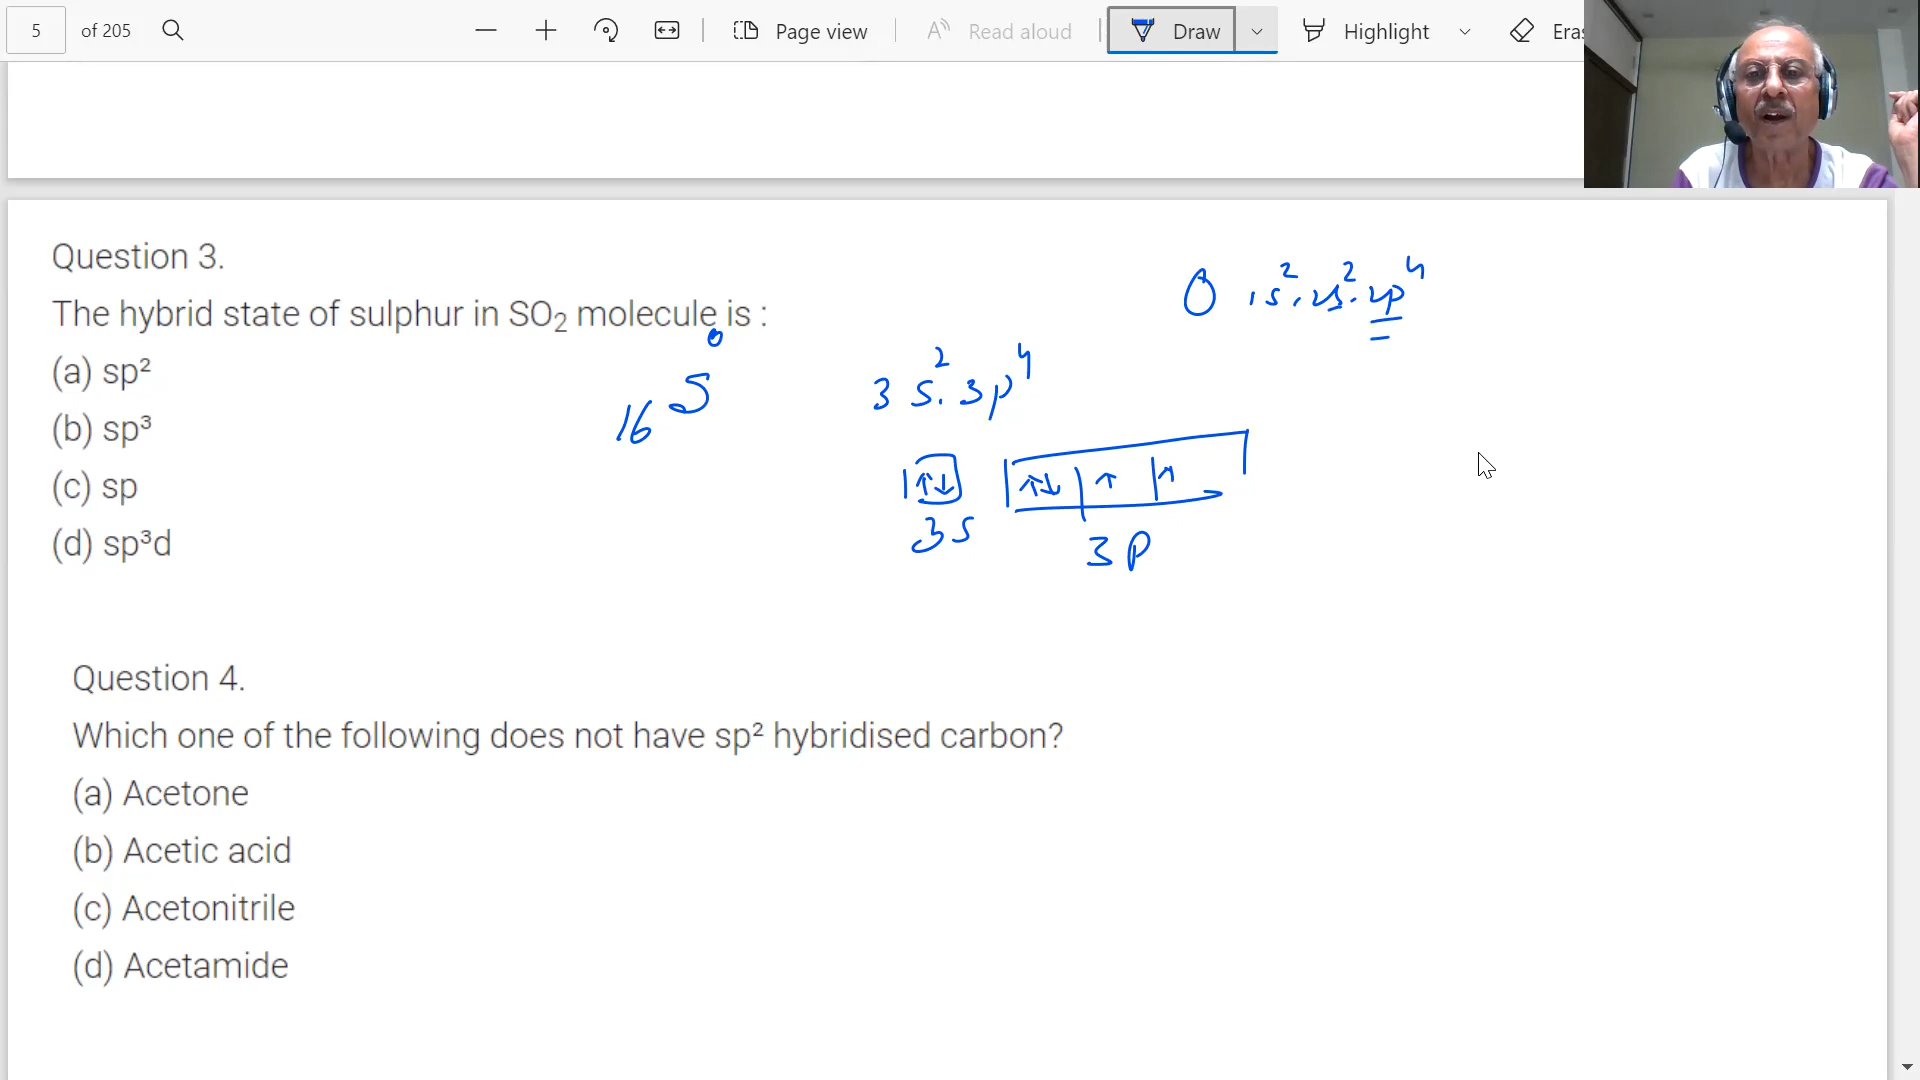 5 of 205 Page view Read aloud Draw Highlight
Question 3.
O 1s². 2s². 2p⁴
The hybrid state of sulphur in SO₂ molecule is :
(a) sp²
16 S 3s². 3p⁴
(b) sp³
(c) sp
↑↓ ↑↓ ↑ ↑
(d) sp³d
3s 3p
Question 4.
Which one of the following does not have sp² hybridised carbon?
(a) Acetone
(b) Acetic acid
(c) Acetonitrile
(d) Acetamide